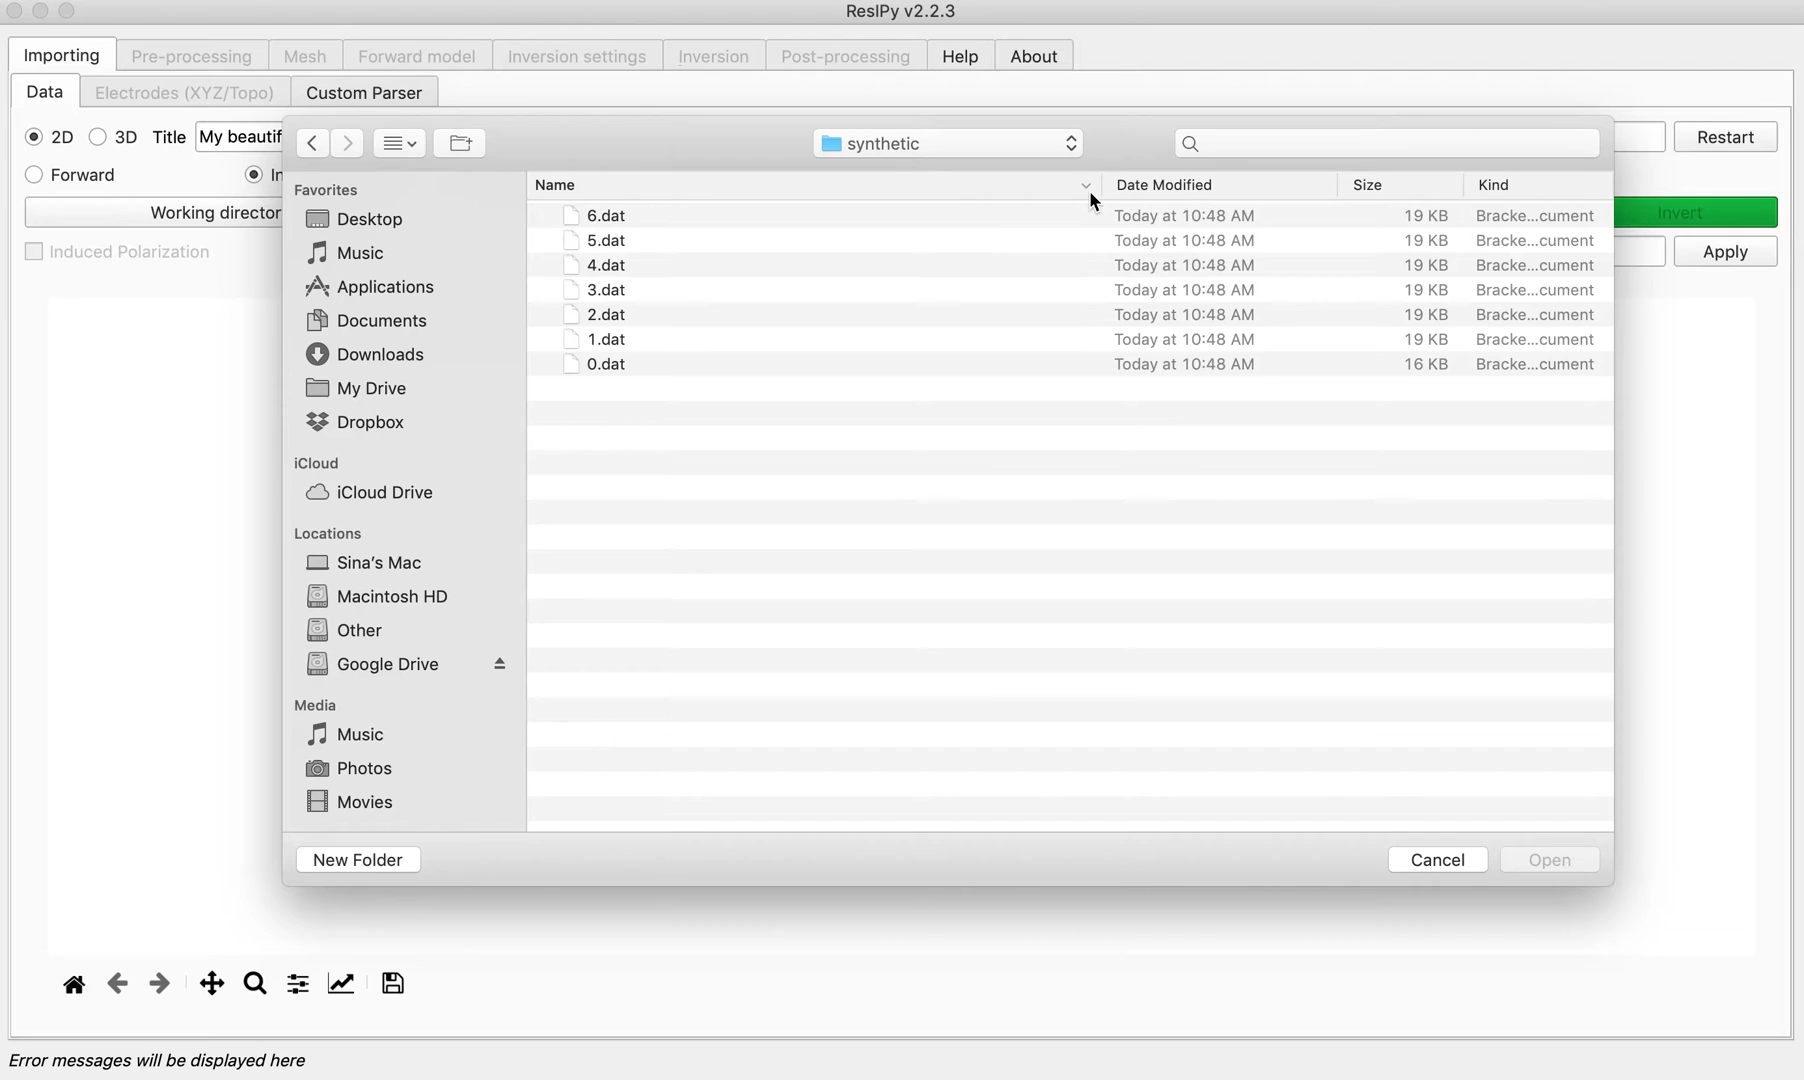 ResIPy v2.2.3
Importing Pre-processing Mesh Forward model Inversion settings Inversion Post-processing Help About
Data Electrodes (XYZ/Topo) Custom Parser
2D 3D Title My beautif Restart
Forward In
Working director Invert
Induced Polarization Apply
synthetic
Favorites
Desktop
Music
Applications
Documents
Downloads
My Drive
Dropbox
iCloud
iCloud Drive
Locations
Sina's Mac
Macintosh HD
Other
Google Drive
Media
Music
Photos
Movies
Name Date Modified Size Kind
6.dat Today at 10:48 AM 19 KB Bracke...cument
5.dat Today at 10:48 AM 19 KB Bracke...cument
4.dat Today at 10:48 AM 19 KB Bracke...cument
3.dat Today at 10:48 AM 19 KB Bracke...cument
2.dat Today at 10:48 AM 19 KB Bracke...cument
1.dat Today at 10:48 AM 19 KB Bracke...cument
0.dat Today at 10:48 AM 16 KB Bracke...cument
New Folder Cancel Open
Error messages will be displayed here